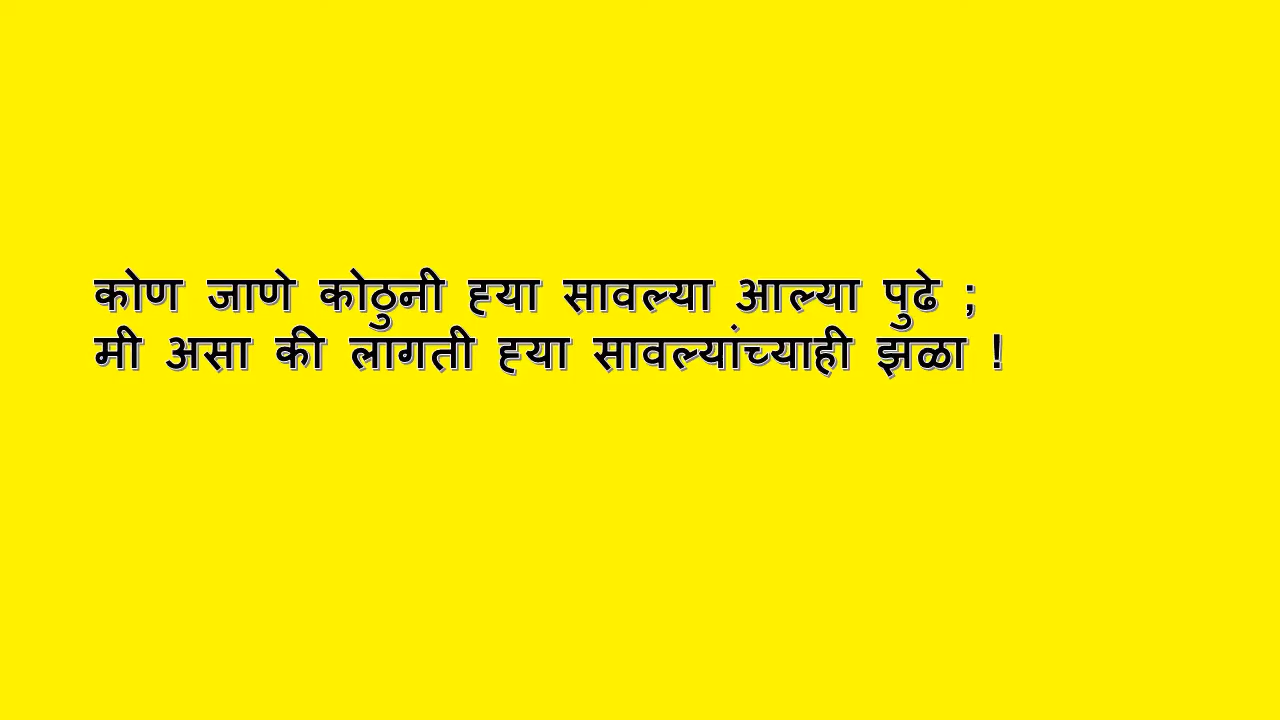 कोण जाणे कोठुनी ह्या सावल्या आल्या पुढे ;
मी असा की लागती ह्या सावल्यांच्याही झळा !